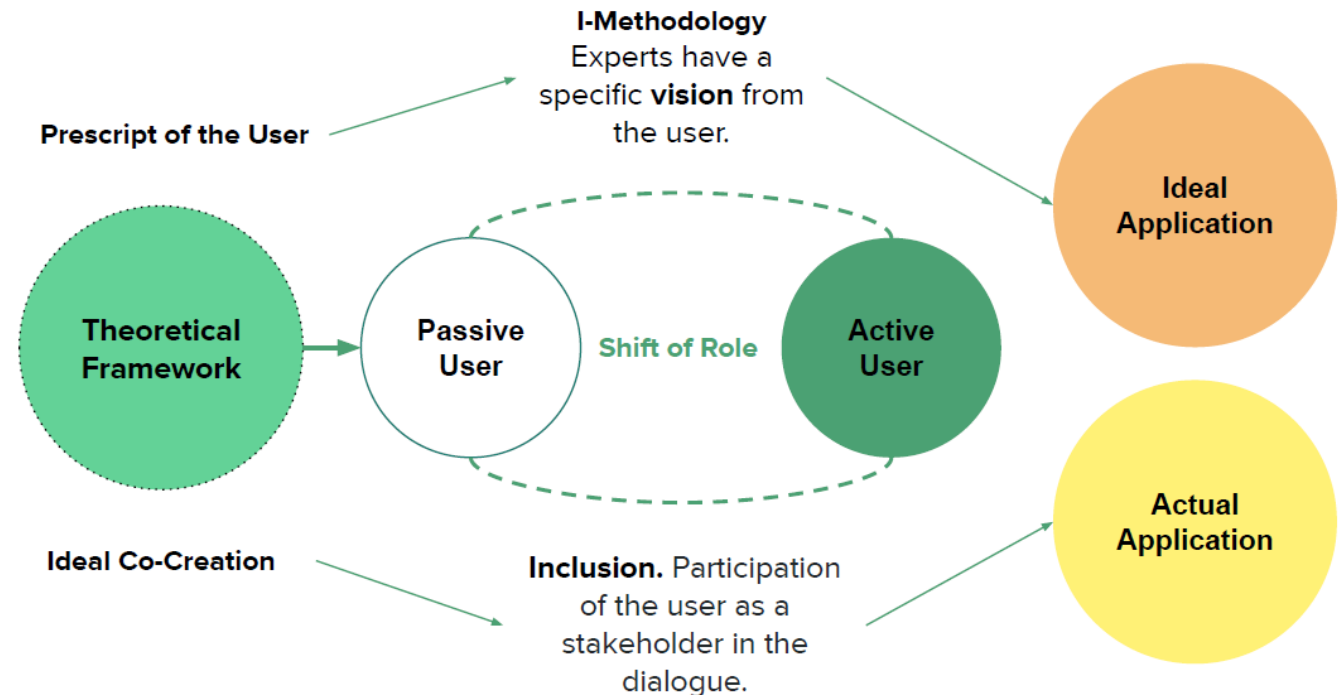 I-Methodology
Experts have a
specific vision from
the user.
Prescript of the User
Ideal
Application
Theoretical
Framework
Passive
User
Shift of Role
Active
User
Actual
Application
Ideal Co-Creation
Inclusion. Participation
of the user as a
stakeholder in the
dialogue.